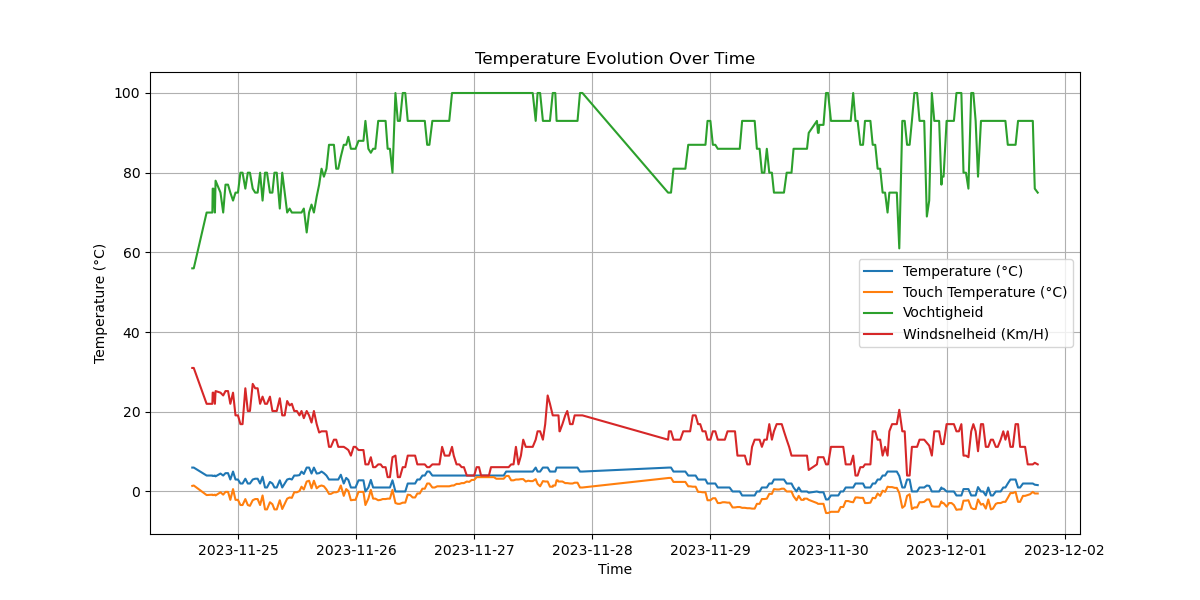 Temperature Evolution Over Time
Temperature (°C)
100
80
60
40
20
0
Temperature (°C)
Touch Temperature (°C)
Vochtigheid
Windsnelheid (Km/H)
2023-11-25 2023-11-26 2023-11-27 2023-11-28 2023-11-29 2023-11-30 2023-12-01 2023-12-02
Time